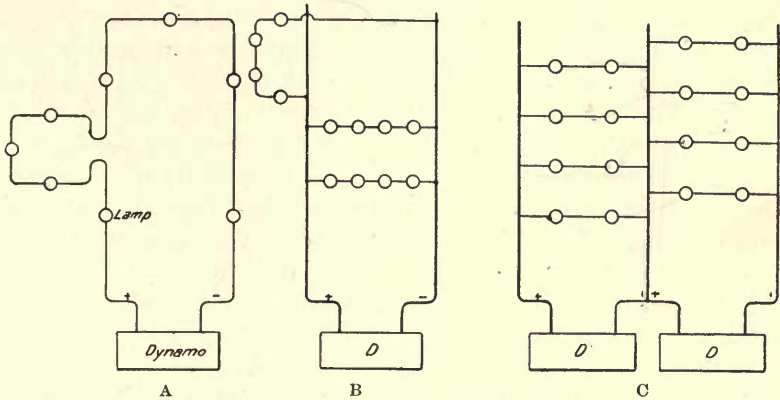 Lamp
+ -
Dynamo
A
+ -
D
B
+ - + -
D D
C